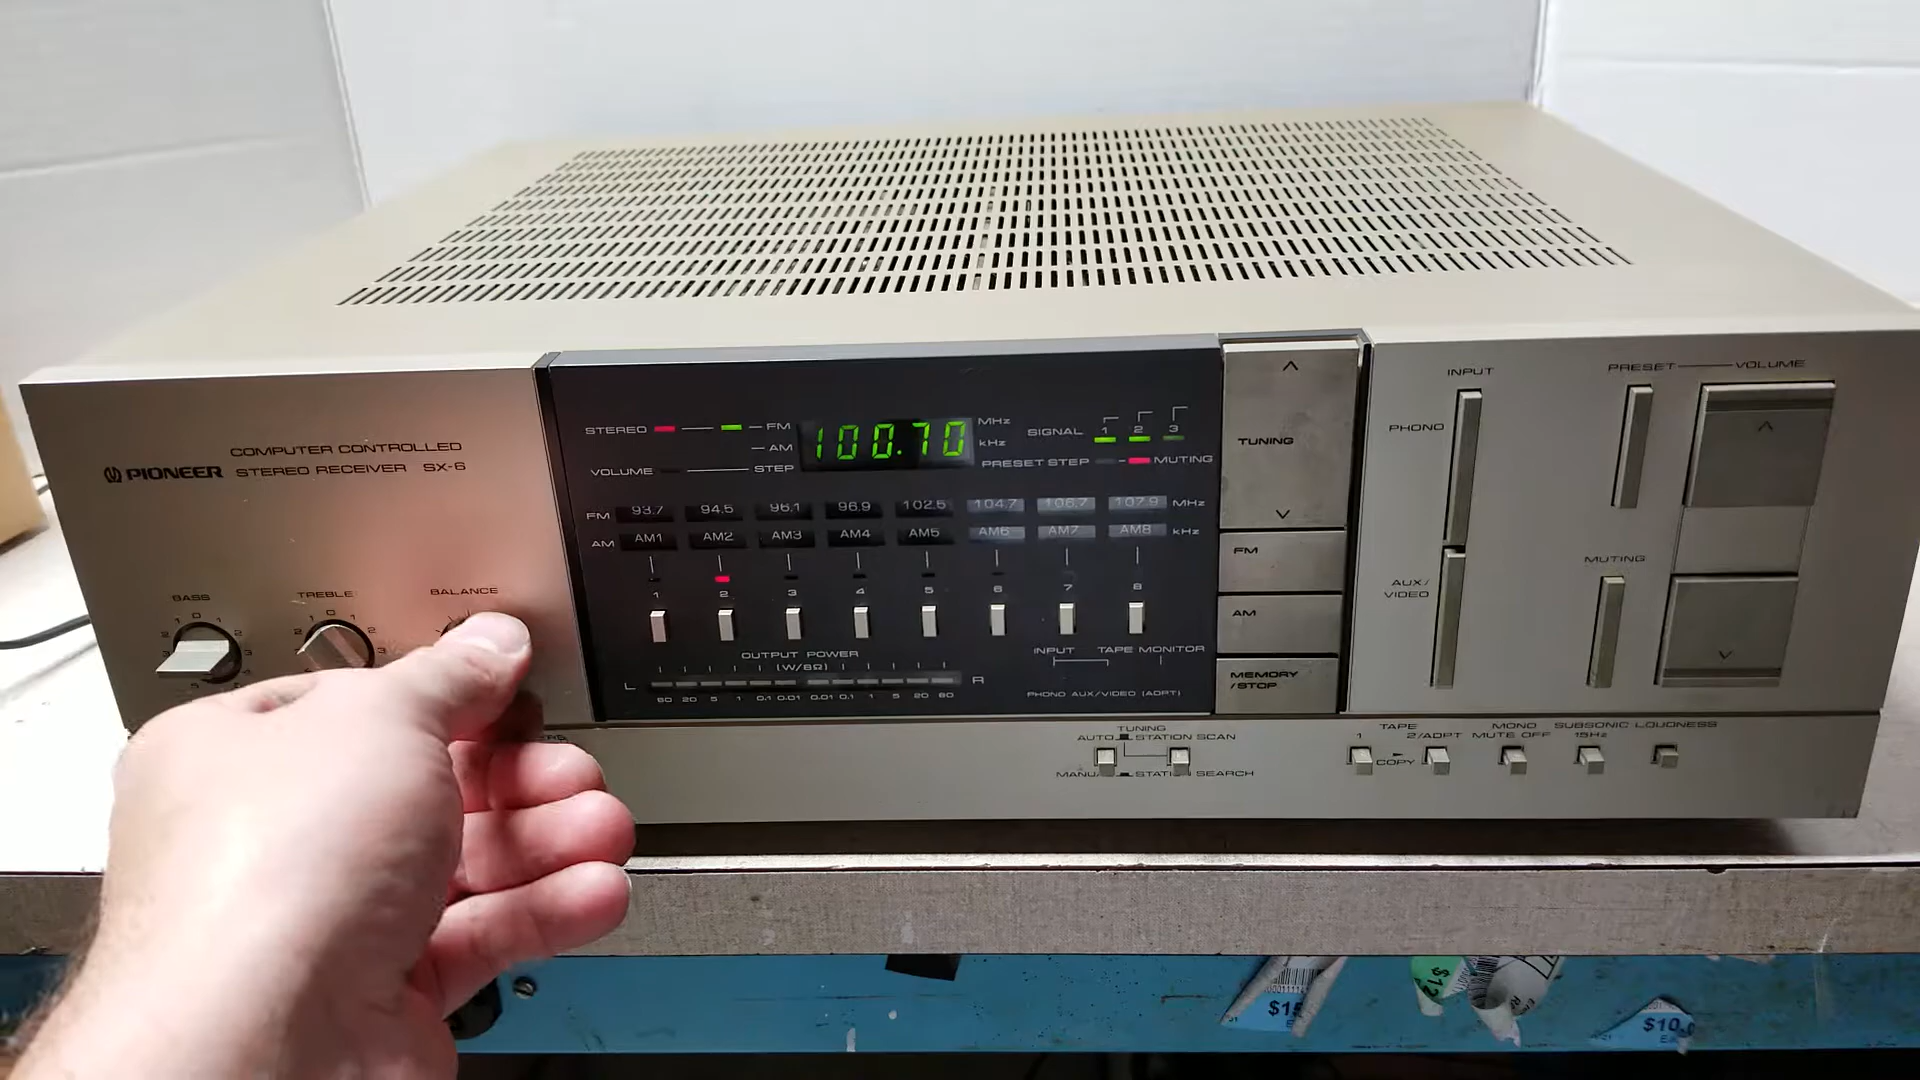 COMPUTER CONTROLLED
PIONEER STEREO RECEIVER SX-6
BASS TREBLE BALANCE
STEREO FM
AM
VOLUME STEP
100.70
MHz
kHz
SIGNAL 1 2 3
PRESET STEP MUTING
FM 93.7 94.5 96.1 96.9 102.5 104.7 106.7 107.9 MHz
AM AM1 AM2 AM3 AM4 AM5 AM6 AM7 AM8 kHz
1 2 3 4 5 6 7 8
OUTPUT POWER
(W/8Ω)
L R
80 20 5 1 0.1 0.01 0.01 0.1 1 5 20 80
INPUT TAPE MONITOR
PHONO AUX/VIDEO (ADPT)
TUNING
FM
AM
MEMORY
/STOP
INPUT
PHONO
AUX/
VIDEO
PRESET VOLUME
MUTING
TUNING
AUTO STATION SCAN
STATION SEARCH
TAPE
1 2/ADPT
COPY
MONO
MUTE OFF
SUBSONIC
15Hz
LOUDNESS
$12